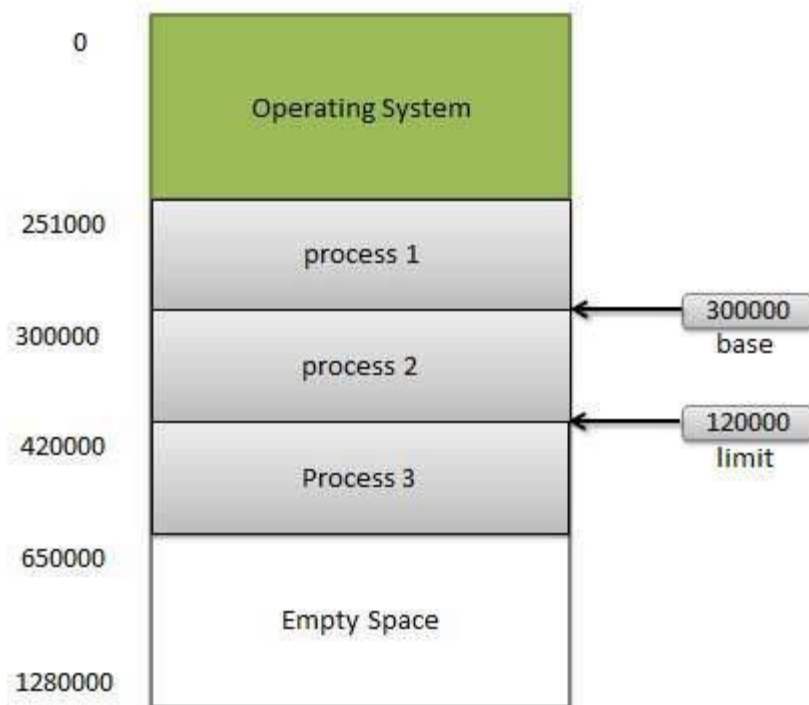 0
Operating System
251000
process 1
300000
300000
base
process 2
420000
120000
limit
Process 3
650000
Empty Space
1280000